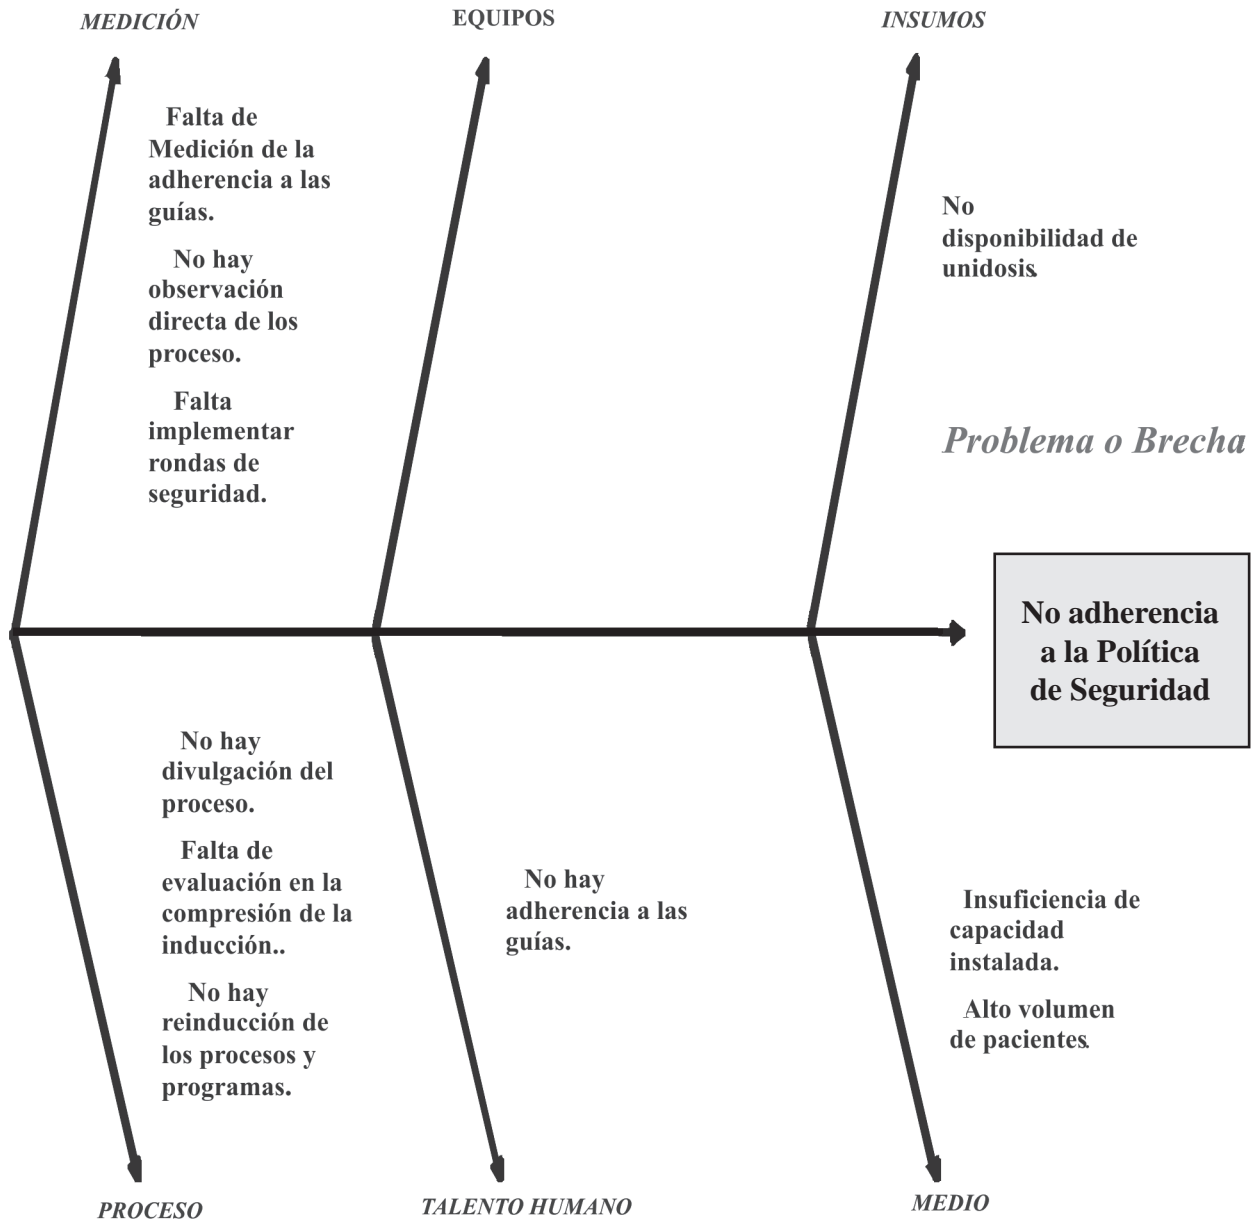 MEDICIÓN
EQUIPOS
INSUMOS
Falta de
Medición de la
adherencia a las
guías.
No hay
observación
directa de los
proceso.
Falta
implementar
rondas de
seguridad.
No
disponibilidad de
unidosis.
Problema o Brecha
No adherencia
a la Política
de Seguridad
No hay
divulgación del
proceso.
Falta de
evaluación en la
compresión de la
inducción..
No hay
reinducción de
los procesos y
programas.
No hay
adherencia a las
guías.
Insuficiencia de
capacidad
instalada.
Alto volumen
de pacientes.
PROCESO
TALENTO HUMANO
MEDIO